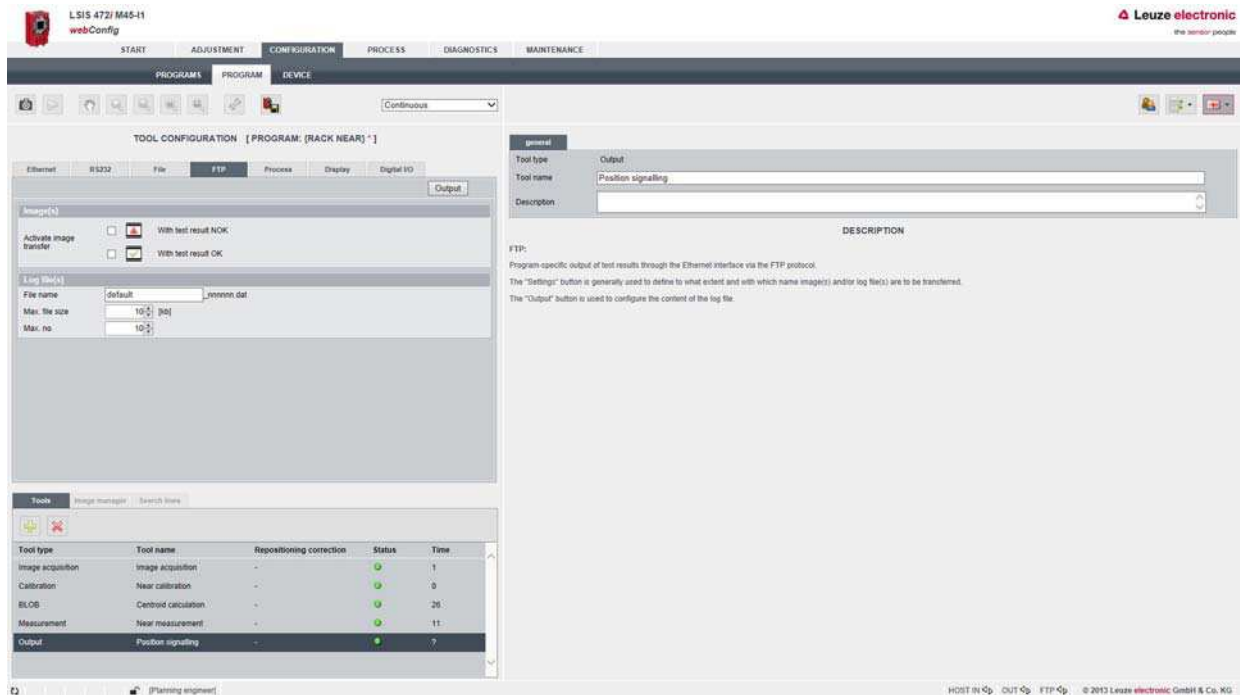 LSIS 472i M45-I1
webConfig
Leuze electronic
the sensor people
START ADJUSTMENT CONFIGURATION PROCESS DIAGNOSTICS MAINTENANCE
PROGRAMS PROGRAM DEVICE
Continuous
TOOL CONFIGURATION [ PROGRAM: {RACK NEAR} * ]
Ethernet RS232 File FTP Process Display Digital I/O
Output
Image(s)
Activate image transfer
With test result NOK
With test result OK
Log file(s)
File name default _nnnnnn.dat
Max. file size 10 [kb]
Max. no. 10
general
Tool type Output
Tool name Position signalling
Description
DESCRIPTION
FTP:
Program-specific output of test results through the Ethernet interface via the FTP protocol.
The "Settings" button is generally used to define to what extent and with which name image(s) and/or log file(s) are to be transferred.
The "Output" button is used to configure the content of the log file.
Tools Image manager Search lines
Tool type Tool name Repositioning correction Status Time
Image acquisition Image acquisition - 1
Calibration Near calibration - 0
BLOB Centroid calculation - 26
Measurement Near measurement - 11
Output Position signalling - ?
[Planning engineer]
HOST IN OUT FTP © 2013 Leuze electronic GmbH & Co. KG